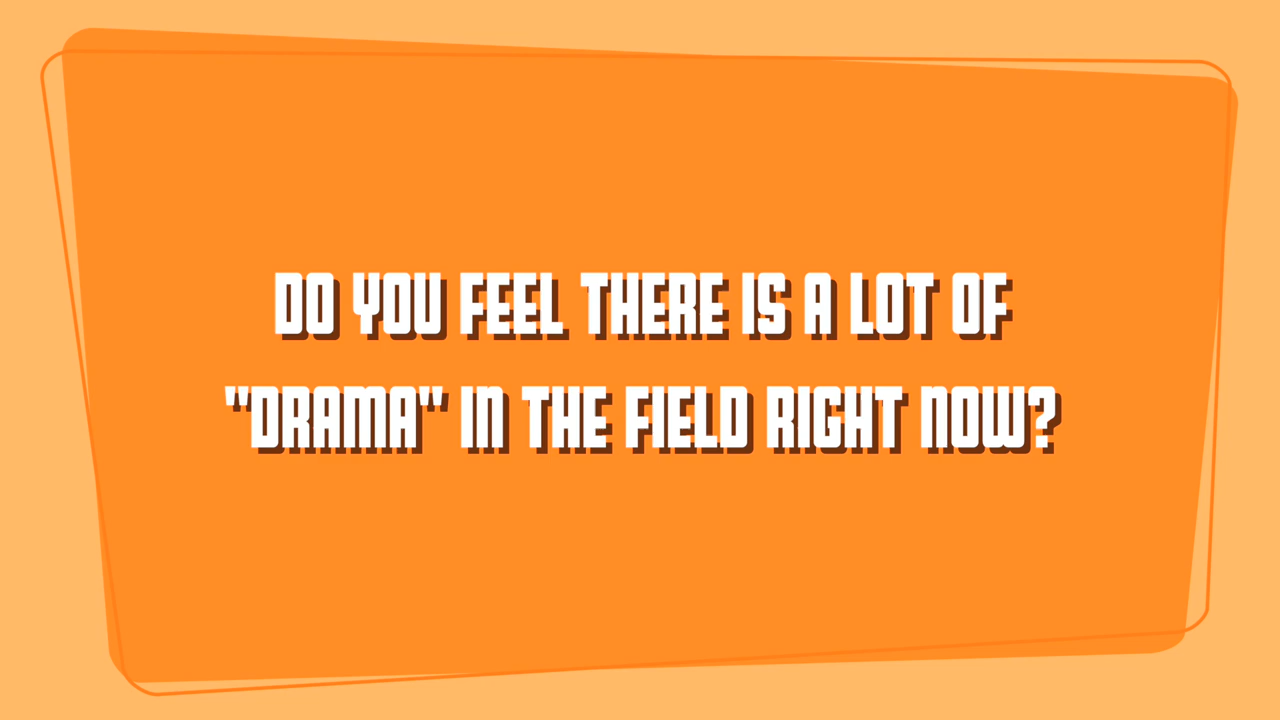 DO YOU FEEL THERE IS A LOT OF
"DRAMA" IN THE FIELD RIGHT NOW?